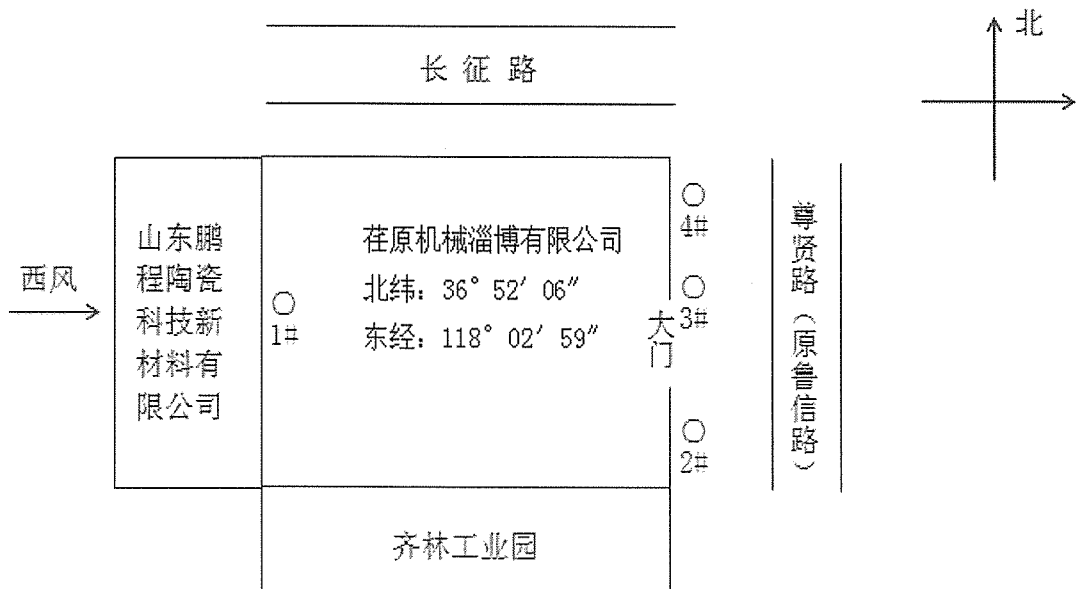 北
长征路
山东鹏
程陶瓷
科技新
材料有
限公司
西风
荏原机械淄博有限公司
北纬：36° 52′ 06″
东经：118° 02′ 59″
1#
大门
4#
3#
2#
尊贤路（原鲁信路）
齐林工业园